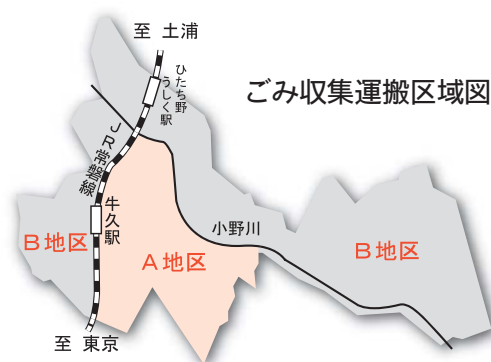 至 土浦
ひたち野
うしく駅
ごみ収集運搬区域図
JR常磐線
牛久駅
小野川
B地区
A地区
B地区
至 東京